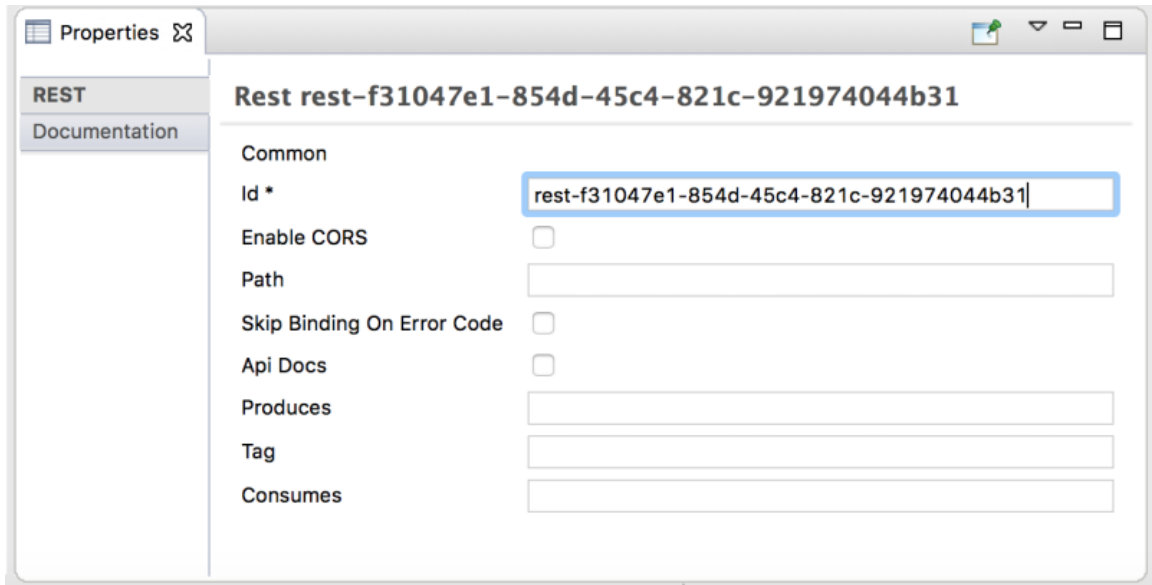 Properties
REST
Documentation
Rest rest-f31047e1-854d-45c4-821c-921974044b31
Common
Id * rest-f31047e1-854d-45c4-821c-921974044b31
Enable CORS
Path
Skip Binding On Error Code
Api Docs
Produces
Tag
Consumes